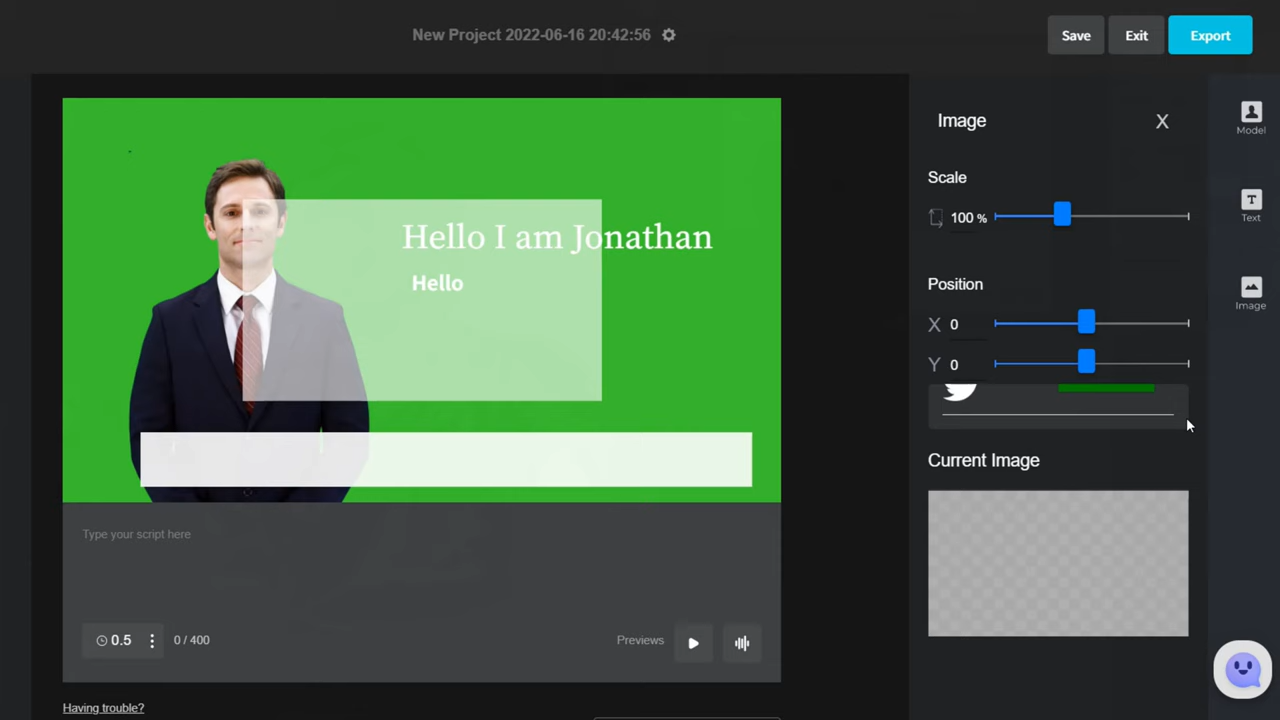 New Project 2022-06-16 20:42:56
Save
Exit
Export
Hello I am Jonathan
Hello
Type your script here
0.5
0 / 400
Previews
Having trouble?
Image
X
Scale
100 %
Position
X 0
Y 0
Current Image
Model
Text
Image